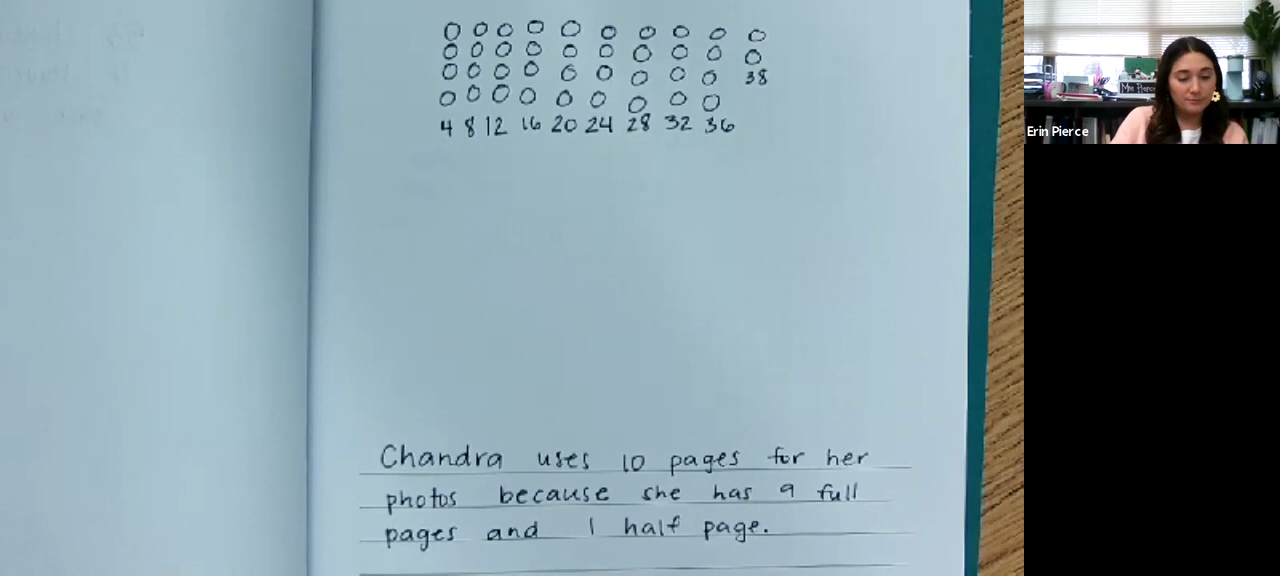 38
4 8 12 16 20 24 28 32 36
Chandra uses 10 pages for her
photos because she has 9 full
pages and 1 half page.
Erin Pierce